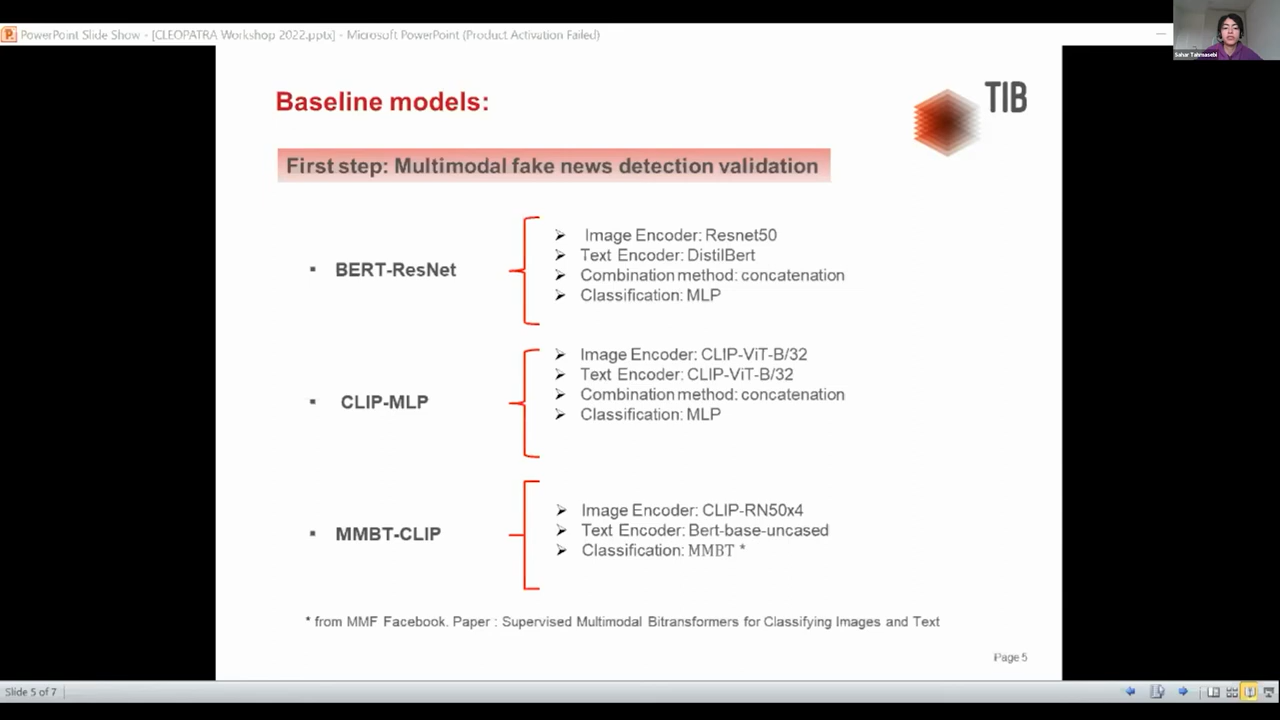 PowerPoint Slide Show - [CLEOPATRA Workshop 2022.pptx] - Microsoft PowerPoint (Product Activation Failed)
Sahar Tahmasebi
Baseline models:
TIB
First step: Multimodal fake news detection validation
▪ BERT-ResNet
➢ Image Encoder: Resnet50
➢ Text Encoder: DistilBert
➢ Combination method: concatenation
➢ Classification: MLP
▪ CLIP-MLP
➢ Image Encoder: CLIP-ViT-B/32
➢ Text Encoder: CLIP-ViT-B/32
➢ Combination method: concatenation
➢ Classification: MLP
▪ MMBT-CLIP
➢ Image Encoder: CLIP-RN50x4
➢ Text Encoder: Bert-base-uncased
➢ Classification: MMBT *
* from MMF Facebook. Paper : Supervised Multimodal Bitransformers for Classifying Images and Text
Page 5
Slide 5 of 7